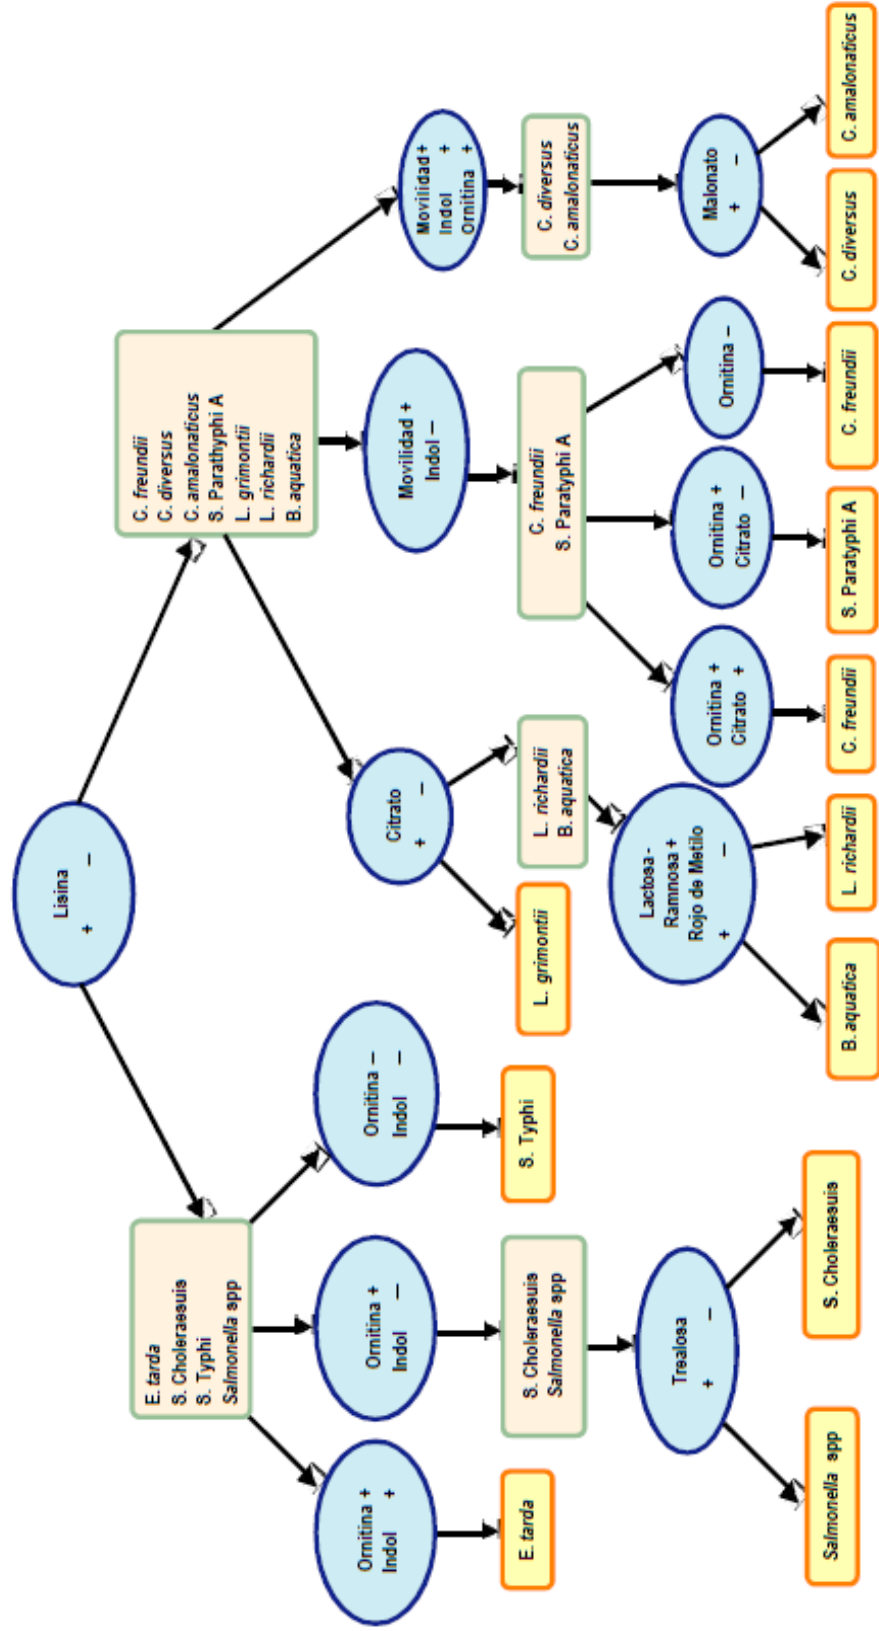 Lisina
+ −
E. tarda
S. Choleraesuis
S. Typhi
Salmonella spp
C. freundii
C. diversus
C. amalonaticus
S. Parathyphi A
L. grimontii
L. richardii
B. aquatica
Ornitina +
Indol +
Ornitina +
Indol −
Ornitina −
Indol −
Citrato
+ −
Movilidad +
Indol −
Movilidad +
Indol +
Ornitina +
E. tarda
S. Choleraesuis
Salmonella spp
S. Typhi
L. grimontii
L. richardii
B. aquatica
C. freundii
S. Paratyphi A
C. diversus
C. amalonaticus
Trealosa
+ −
Lactosa -
Ramnosa +
Rojo de Metilo
+ −
Ornitina +
Citrato +
Ornitina +
Citrato −
Ornitina −
Malonato
+ −
Salmonella spp
S. Choleraesuis
B. aquatica
L. richardii
C. freundii
S. Paratyphi A
C. freundii
C. diversus
C. amalonaticus